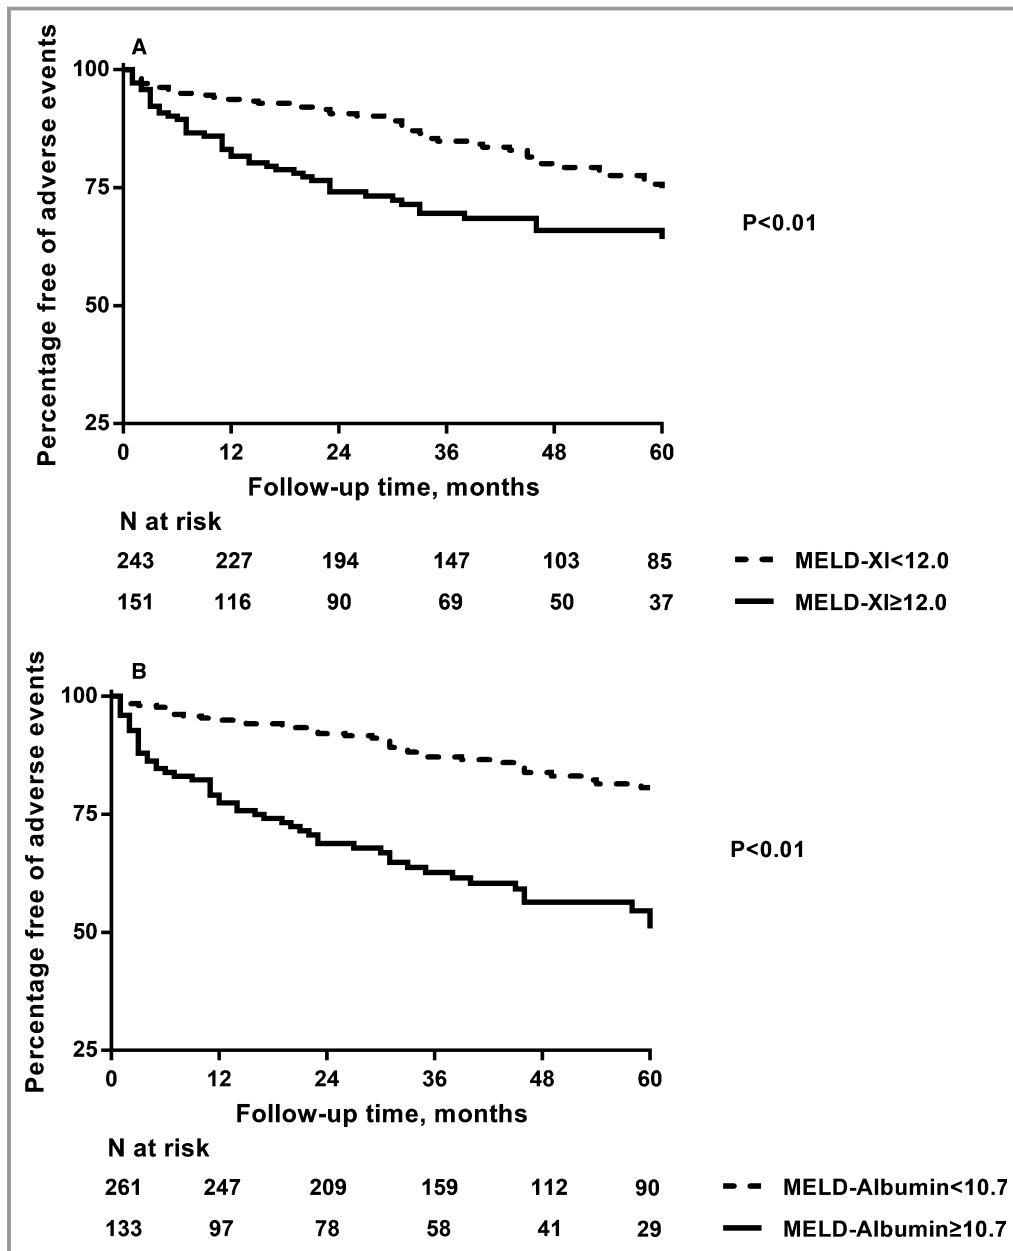 A
Percentage free of adverse events
100
75
50
25
0 12 24 36 48 60
Follow-up time, months
P<0.01
N at risk
243 227 194 147 103 85 MELD-XI<12.0
151 116 90 69 50 37 MELD-XI≥12.0
B
Percentage free of adverse events
100
75
50
25
0 12 24 36 48 60
Follow-up time, months
P<0.01
N at risk
261 247 209 159 112 90 MELD-Albumin<10.7
133 97 78 58 41 29 MELD-Albumin≥10.7